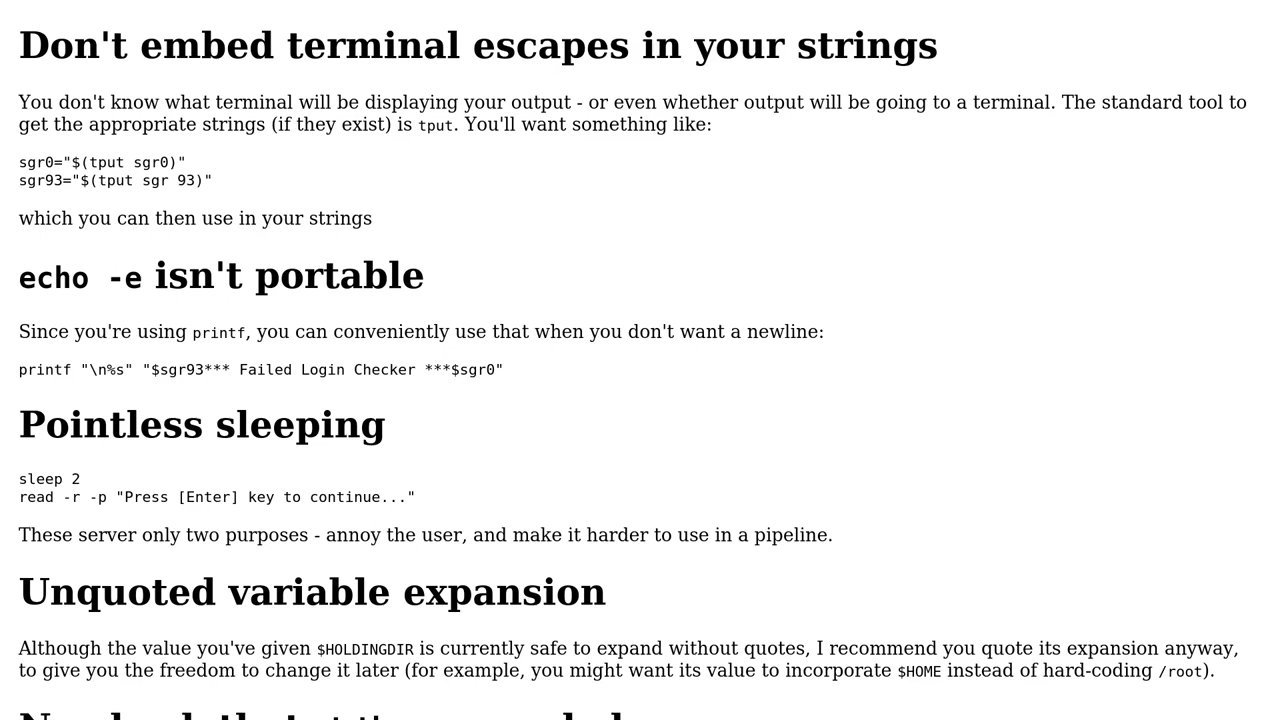 Don't embed terminal escapes in your strings
You don't know what terminal will be displaying your output - or even whether output will be going to a terminal. The standard tool to
get the appropriate strings (if they exist) is tput. You'll want something like:
sgr0="$(tput sgr0)"
sgr93="$(tput sgr 93)"
which you can then use in your strings
echo -e isn't portable
Since you're using printf, you can conveniently use that when you don't want a newline:
printf "\n%s" "$sgr93*** Failed Login Checker ***$sgr0"
Pointless sleeping
sleep 2
read -r -p "Press [Enter] key to continue..."
These server only two purposes - annoy the user, and make it harder to use in a pipeline.
Unquoted variable expansion
Although the value you've given $HOLDINGDIR is currently safe to expand without quotes, I recommend you quote its expansion anyway,
to give you the freedom to change it later (for example, you might want its value to incorporate $HOME instead of hard-coding /root).